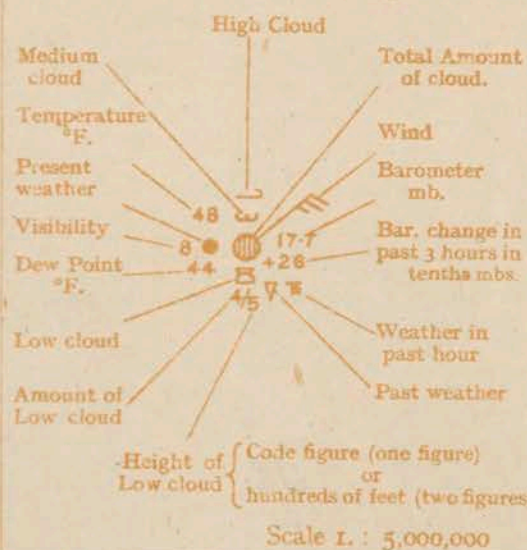 High Cloud
Medium
cloud
Total Amount
of cloud.
Temperature
°F.
Wind
Present
weather
Barometer
mb.
48
Visibility
8
17.7
Bar. change in
past 3 hours in
tenths mbs.
+26
Dew Point
°F.
44
4/5
Low cloud
Weather in
past hour
Amount of
Low cloud
Past weather
Height of
Low cloud
Code figure (one figure)
or
hundreds of feet (two figures
Scale 1. : 5,000,000